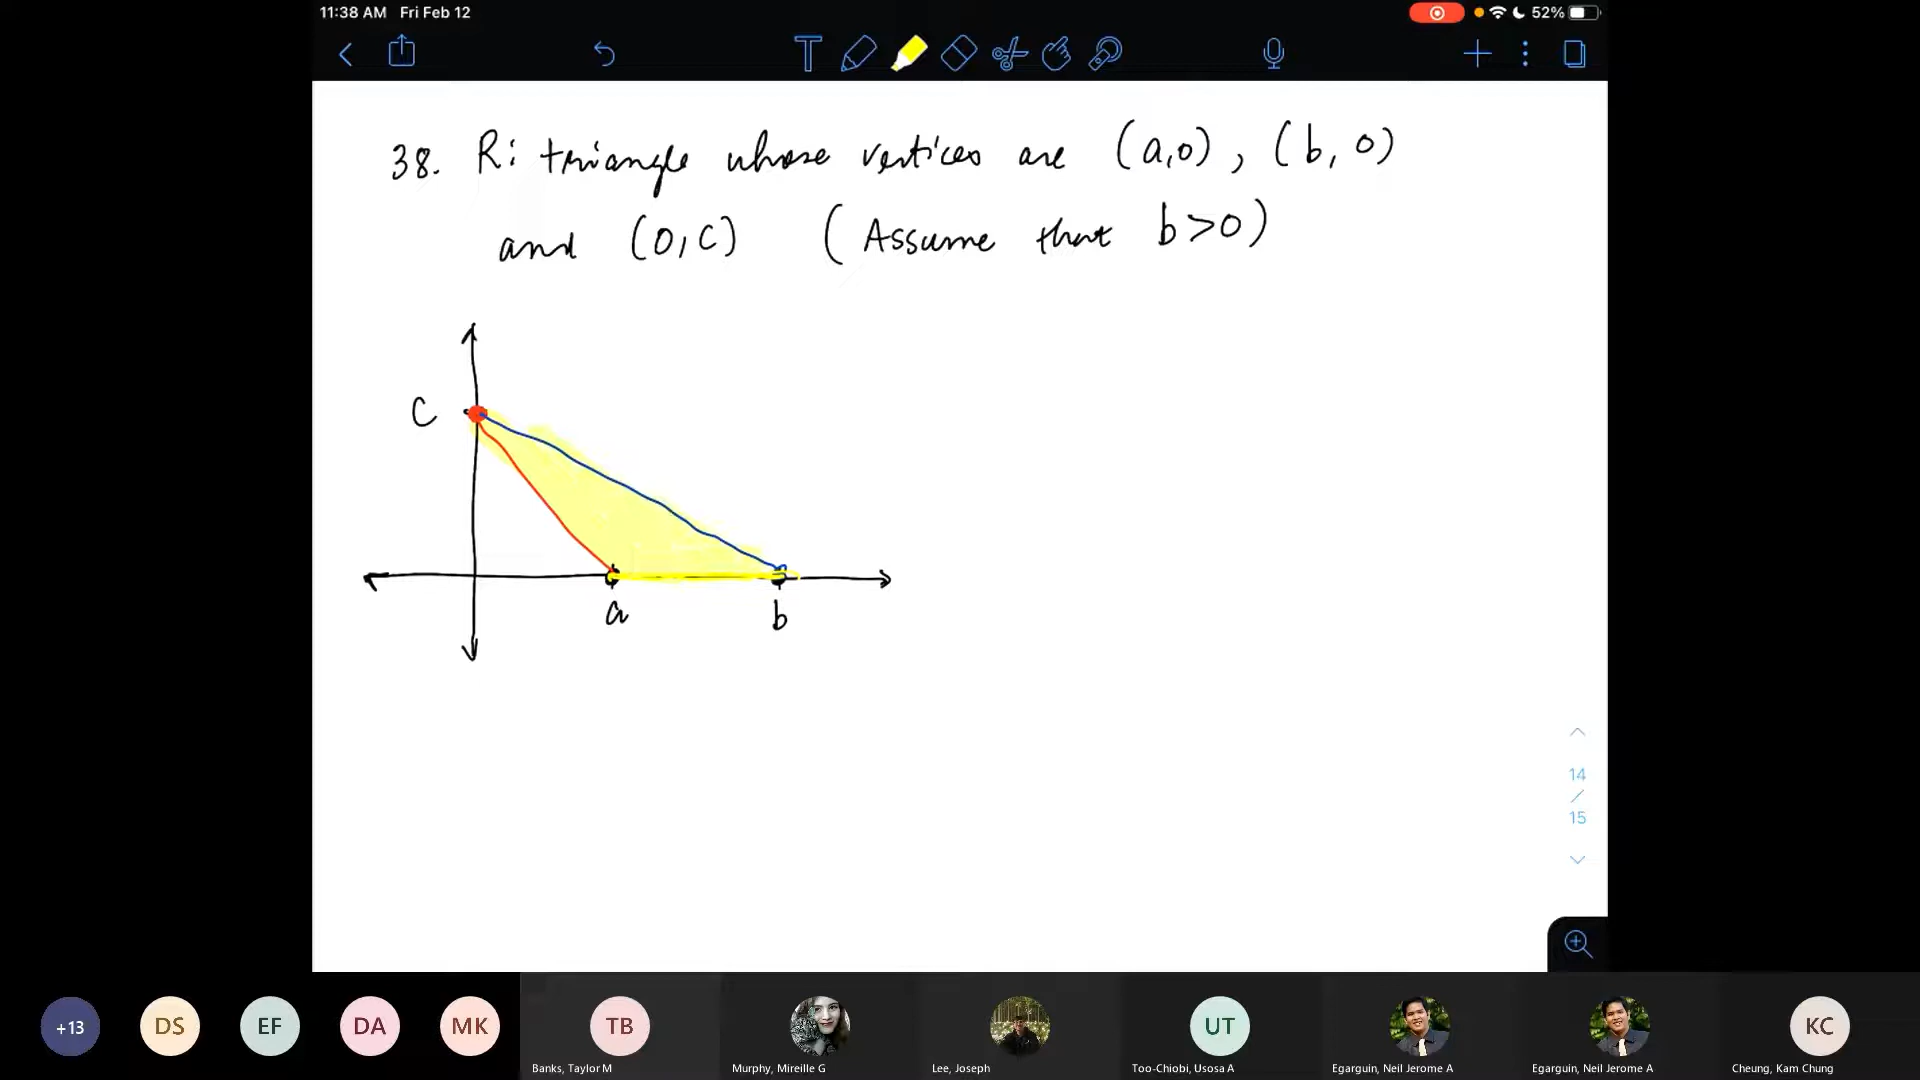 11:38 AM Fri Feb 12
52%
T
38. R: triangle whose vertices are (a,0), (b, 0)
and (0,c) (Assume that b>0)
C
a
b
14
/
15
+13
DS
EF
DA
MK
TB
UT
KC
Banks, Taylor M
Murphy, Mireille G
Lee, Joseph
Too-Chiobi, Usosa A
Egarguin, Neil Jerome A
Egarguin, Neil Jerome A
Cheung, Kam Chung